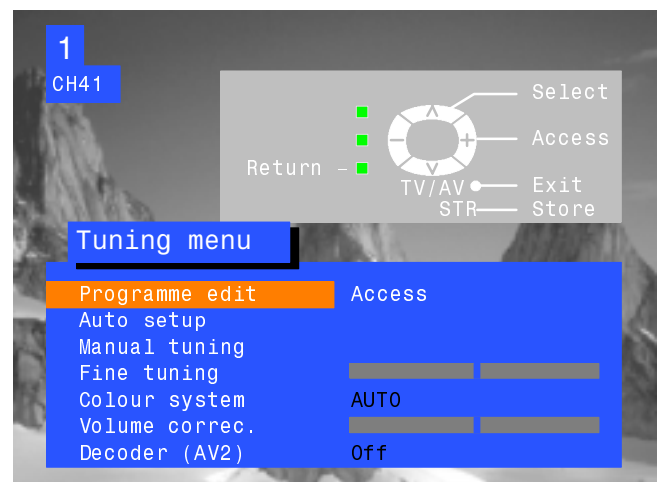 1
CH41
Select
Access
Return –
TV/AV Exit
STR Store
Tuning menu
Programme edit Access
Auto setup
Manual tuning
Fine tuning
Colour system AUTO
Volume correc.
Decoder (AV2) Off